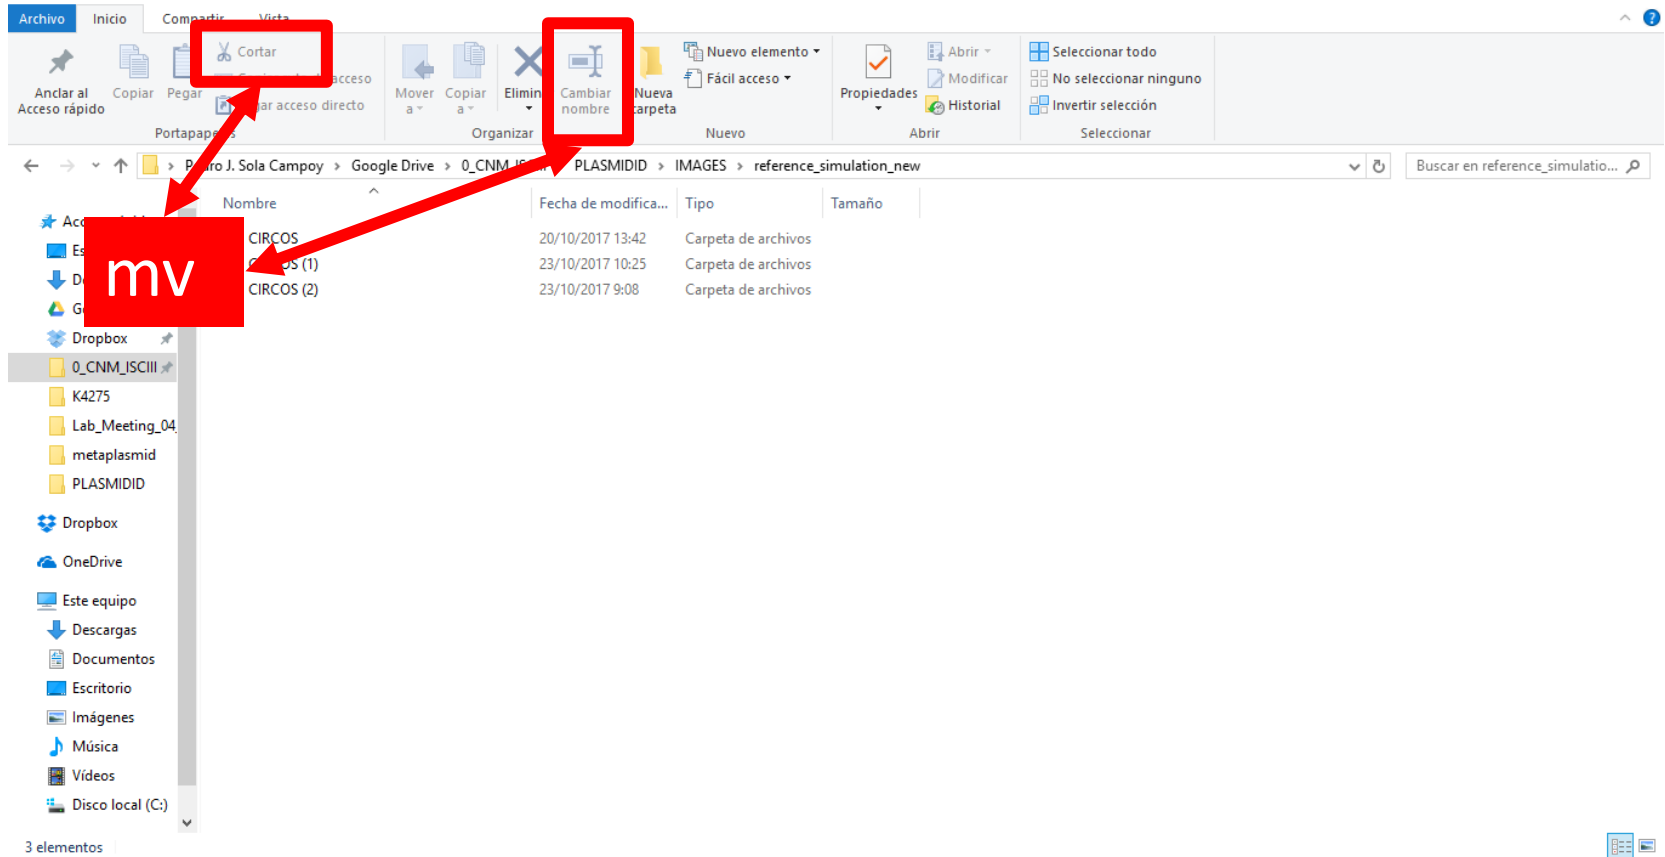 Archivo Inicio Compartir Vista
Cortar
acceso
ar acceso directo
Anclar al
Acceso rápido
Copiar Pegar
Mover
a
Copiar
a
Cambiar
nombre
Nueva
Nuevo elemento
Fácil acceso
Propiedades
Abrir
Modificar
Historial
Seleccionar todo
No seleccionar ninguno
Invertir selección
Organizar Nuevo Abrir Seleccionar
ro J. Sola Campoy > Google Drive > PLASMIDID > IMAGES > reference_simulation_new
Buscar en reference_simulatio...
Nombre Fecha de modifica... Tipo Tamaño
CIRCOS 20/10/2017 13:42 Carpeta de archivos
(1) 23/10/2017 10:25 Carpeta de archivos
CIRCOS (2) 23/10/2017 9:08 Carpeta de archivos
mv
Dropbox
0_CNM_ISCIII
K4275
Lab_Meeting_04_
metaplasmid
PLASMIDID
Dropbox
OneDrive
Este equipo
Descargas
Documentos
Escritorio
Imágenes
Música
Vídeos
Disco local (C:)
3 elementos